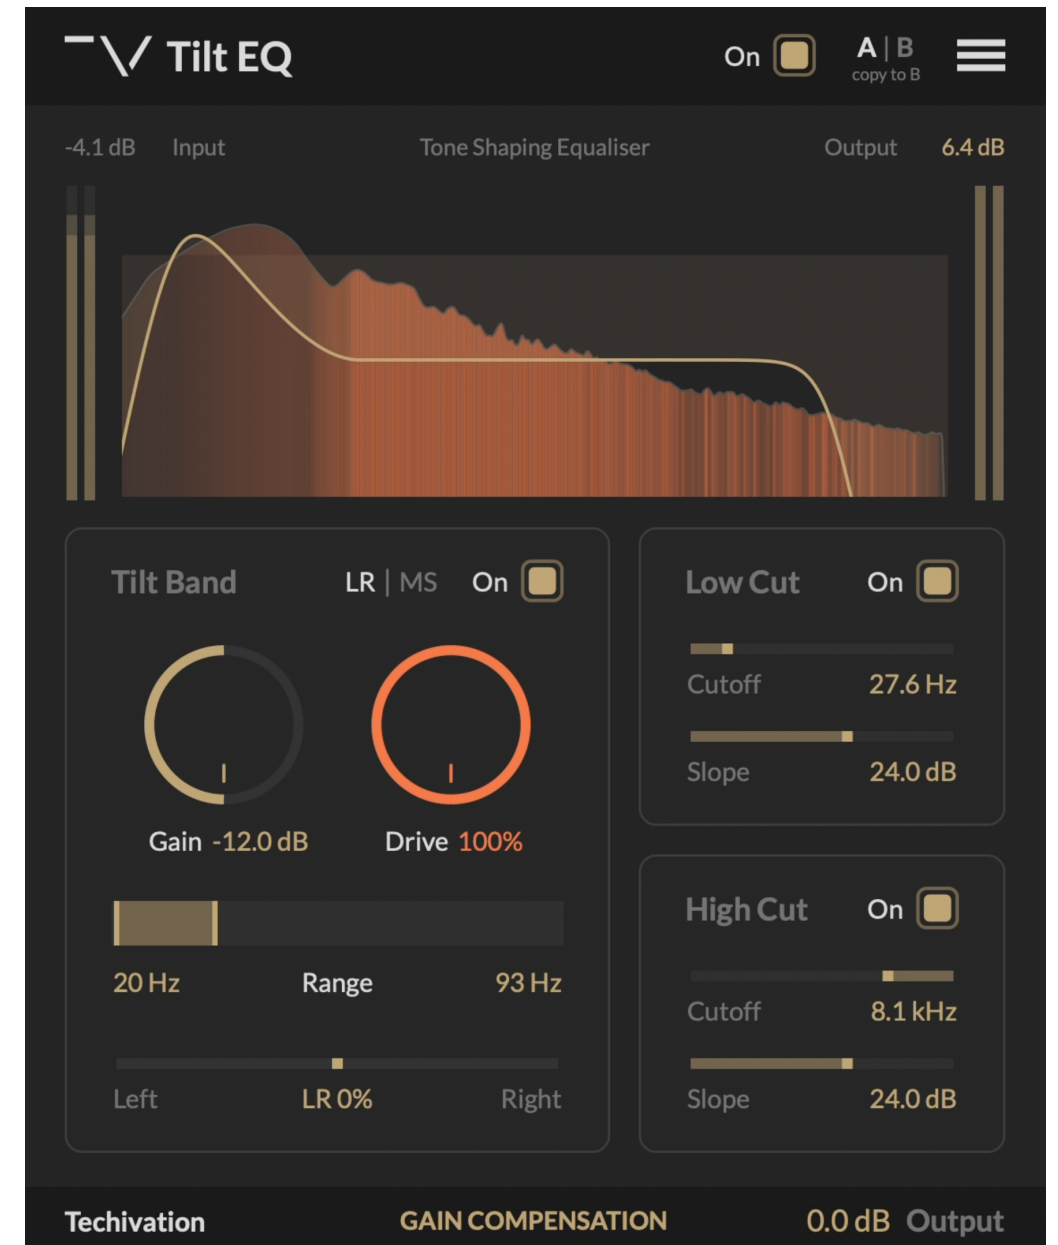 Tilt EQ On A | B
copy to B
-4.1 dB Input Tone Shaping Equaliser Output 6.4 dB
Tilt Band LR | MS On
Gain -12.0 dB Drive 100%
20 Hz Range 93 Hz
Left LR 0% Right
Low Cut On
Cutoff 27.6 Hz
Slope 24.0 dB
High Cut On
Cutoff 8.1 kHz
Slope 24.0 dB
Techivation GAIN COMPENSATION 0.0 dB Output